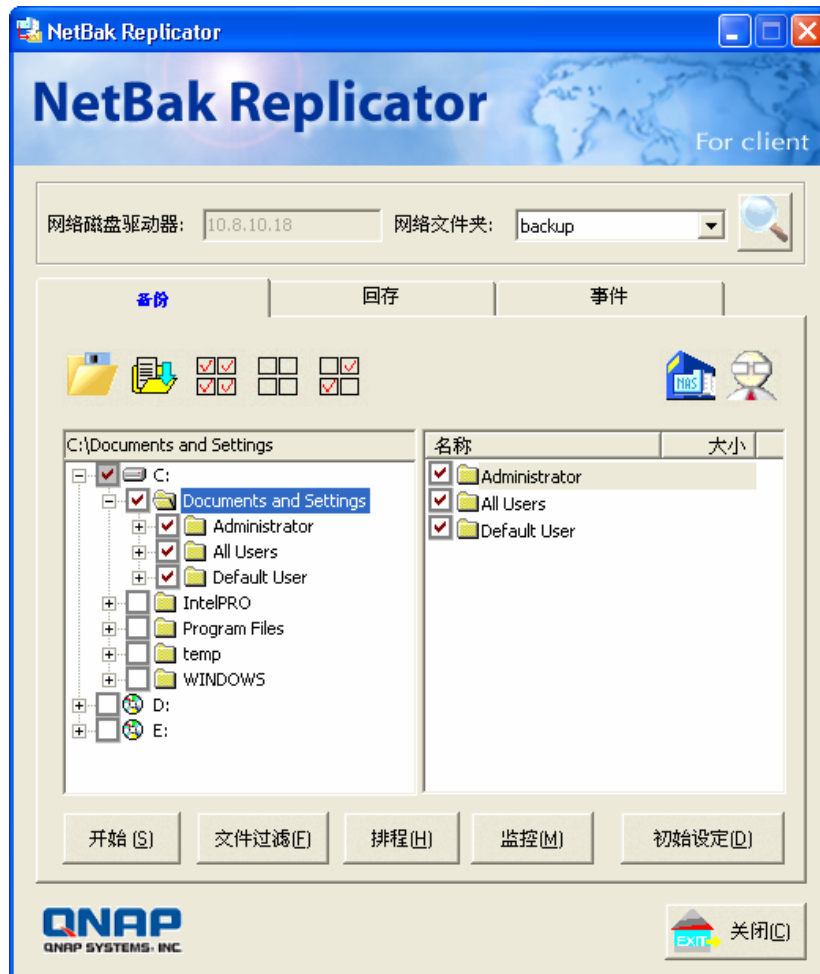 NetBak Replicator
NetBak Replicator
For client
网络磁盘驱动器: 10.8.10.18 网络文件夹: backup
备份 回存 事件
NAS
C:\Documents and Settings
C:
Documents and Settings
Administrator
All Users
Default User
IntelPRO
Program Files
temp
WINDOWS
D:
E:
名称 大小
Administrator
All Users
Default User
开始 (S) 文件过滤(F) 排程(H) 监控(M) 初始设定(D)
QNAP
QNAP SYSTEMS, INC
EXIT 关闭(C)